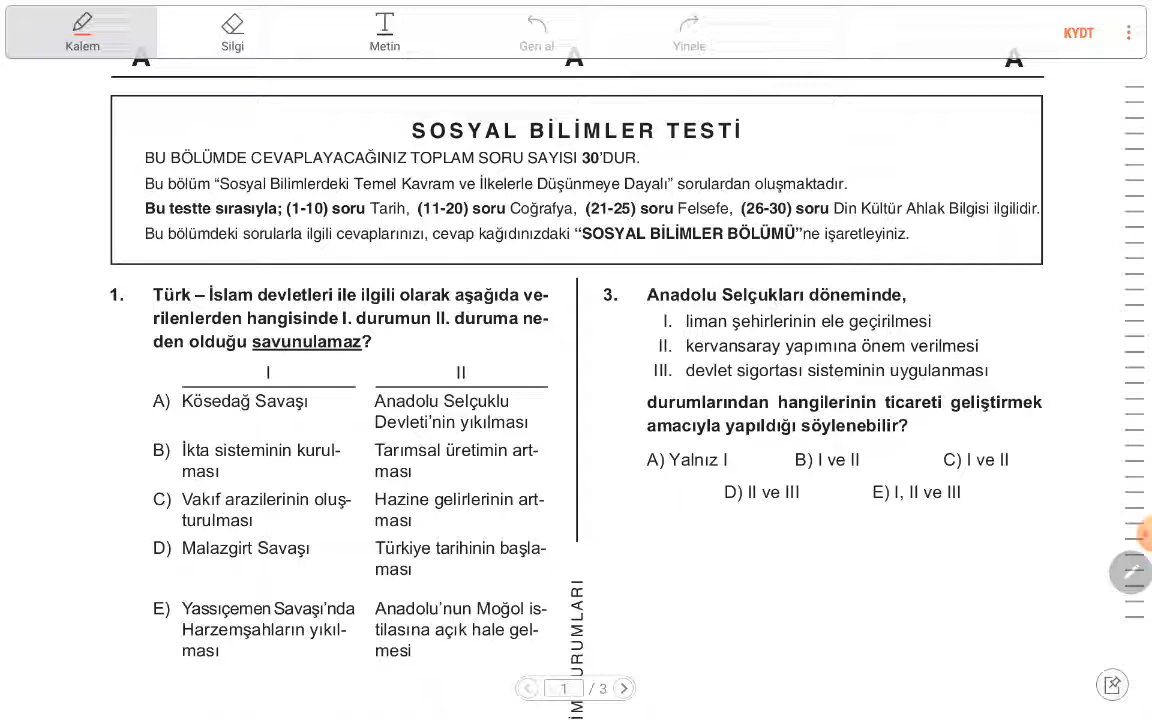 Kalem
Silgi
Metin
Geri al
Yinele
KYDT
A A A
SOSYAL BİLİMLER TESTİ
BU BÖLÜMDE CEVAPLAYACAĞINIZ TOPLAM SORU SAYISI 30’DUR.
Bu bölüm “Sosyal Bilimlerdeki Temel Kavram ve İlkelerle Düşünmeye Dayalı” sorulardan oluşmaktadır.
Bu testte sırasıyla; (1-10) soru Tarih, (11-20) soru Coğrafya, (21-25) soru Felsefe, (26-30) soru Din Kültür Ahlak Bilgisi ilgilidir.
Bu bölümdeki sorularla ilgili cevaplarınızı, cevap kağıdınızdaki “SOSYAL BİLİMLER BÖLÜMÜ”ne işaretleyiniz.
1. Türk – İslam devletleri ile ilgili olarak aşağıda ve-
rilenlerden hangisinde I. durumun II. duruma ne-
den olduğu savunulamaz?
I II
A) Kösedağ Savaşı Anadolu Selçuklu
Devleti’nin yıkılması
B) İkta sisteminin kurul- Tarımsal üretimin art-
ması ması
C) Vakıf arazilerinin oluş- Hazine gelirlerinin art-
turulması ması
D) Malazgirt Savaşı Türkiye tarihinin başla-
ması
E) Yassıçemen Savaşı’nda Anadolu’nun Moğol is-
Harzemşahların yıkıl- tilasına açık hale gel-
ması mesi
3. Anadolu Selçukları döneminde,
I. liman şehirlerinin ele geçirilmesi
II. kervansaray yapımına önem verilmesi
III. devlet sigortası sisteminin uygulanması
durumlarından hangilerinin ticareti geliştirmek
amacıyla yapıldığı söylenebilir?
A) Yalnız I B) I ve II C) I ve II
D) II ve III E) I, II ve III
İM URUMLARI
1 / 3